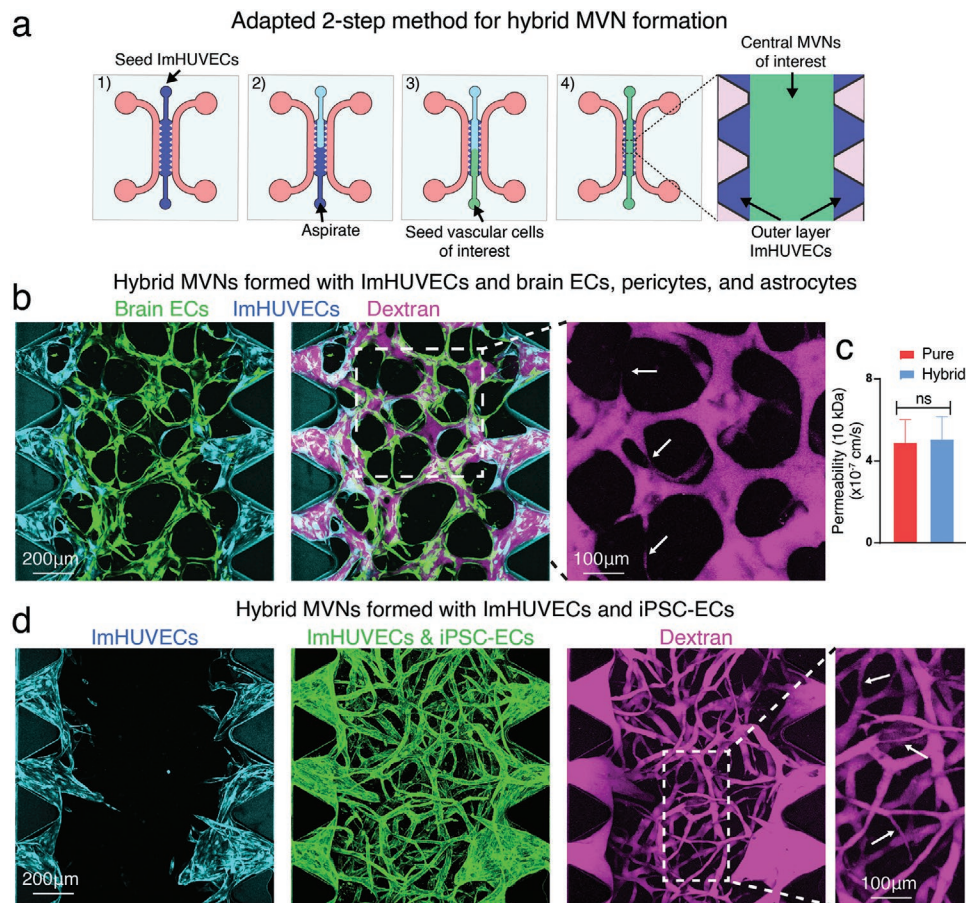 a
Adapted 2-step method for hybrid MVN formation
Seed ImHUVECs
1)
2)
3)
4)
Aspirate
Seed vascular cells
of interest
Central MVNs
of interest
Outer layer
ImHUVECs
Hybrid MVNs formed with ImHUVECs and brain ECs, pericytes, and astrocytes
b
Brain ECs ImHUVECs Dextran
200μm
100μm
c
Pure
Hybrid
ns
Permeability (10 kDa)
(x10⁻⁷ cm/s)
8
4
0
Hybrid MVNs formed with ImHUVECs and iPSC-ECs
d
ImHUVECs
ImHUVECs & iPSC-ECs
Dextran
200μm
100μm